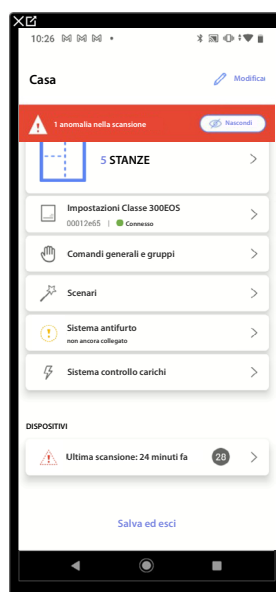 10:26
Casa
Modificar
1 anomalia nella scansione
Nascondi
5 STANZE
Impostazioni Classe 300EOS
00012e65 | Connesso
Comandi generali e gruppi
Scenari
Sistema antifurto
non ancora collegato
Sistema controllo carichi
DISPOSITIVI
Ultima scansione: 24 minuti fa
28
Salva ed esci